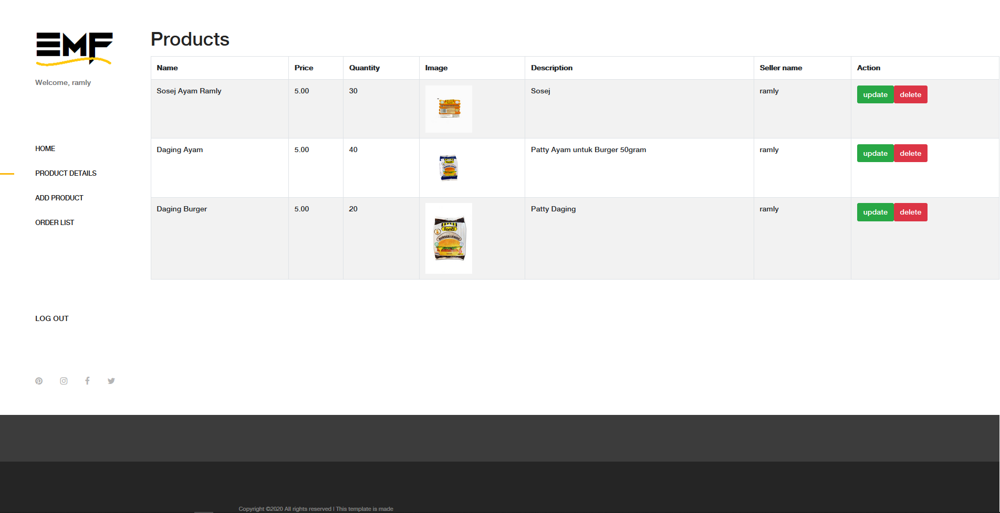 EMF
Welcome, ramly
HOME
PRODUCT DETAILS
ADD PRODUCT
ORDER LIST
LOG OUT
Products
Name Price Quantity Image Description Seller name Action
Sosej Ayam Ramly 5.00 30 Sosej ramly update delete
Daging Ayam 5.00 40 Patty Ayam untuk Burger 50gram ramly update delete
Daging Burger 5.00 20 Patty Daging ramly update delete
Ramly
BURGER LEMBU
Copyright ©2020 All rights reserved | This template is made